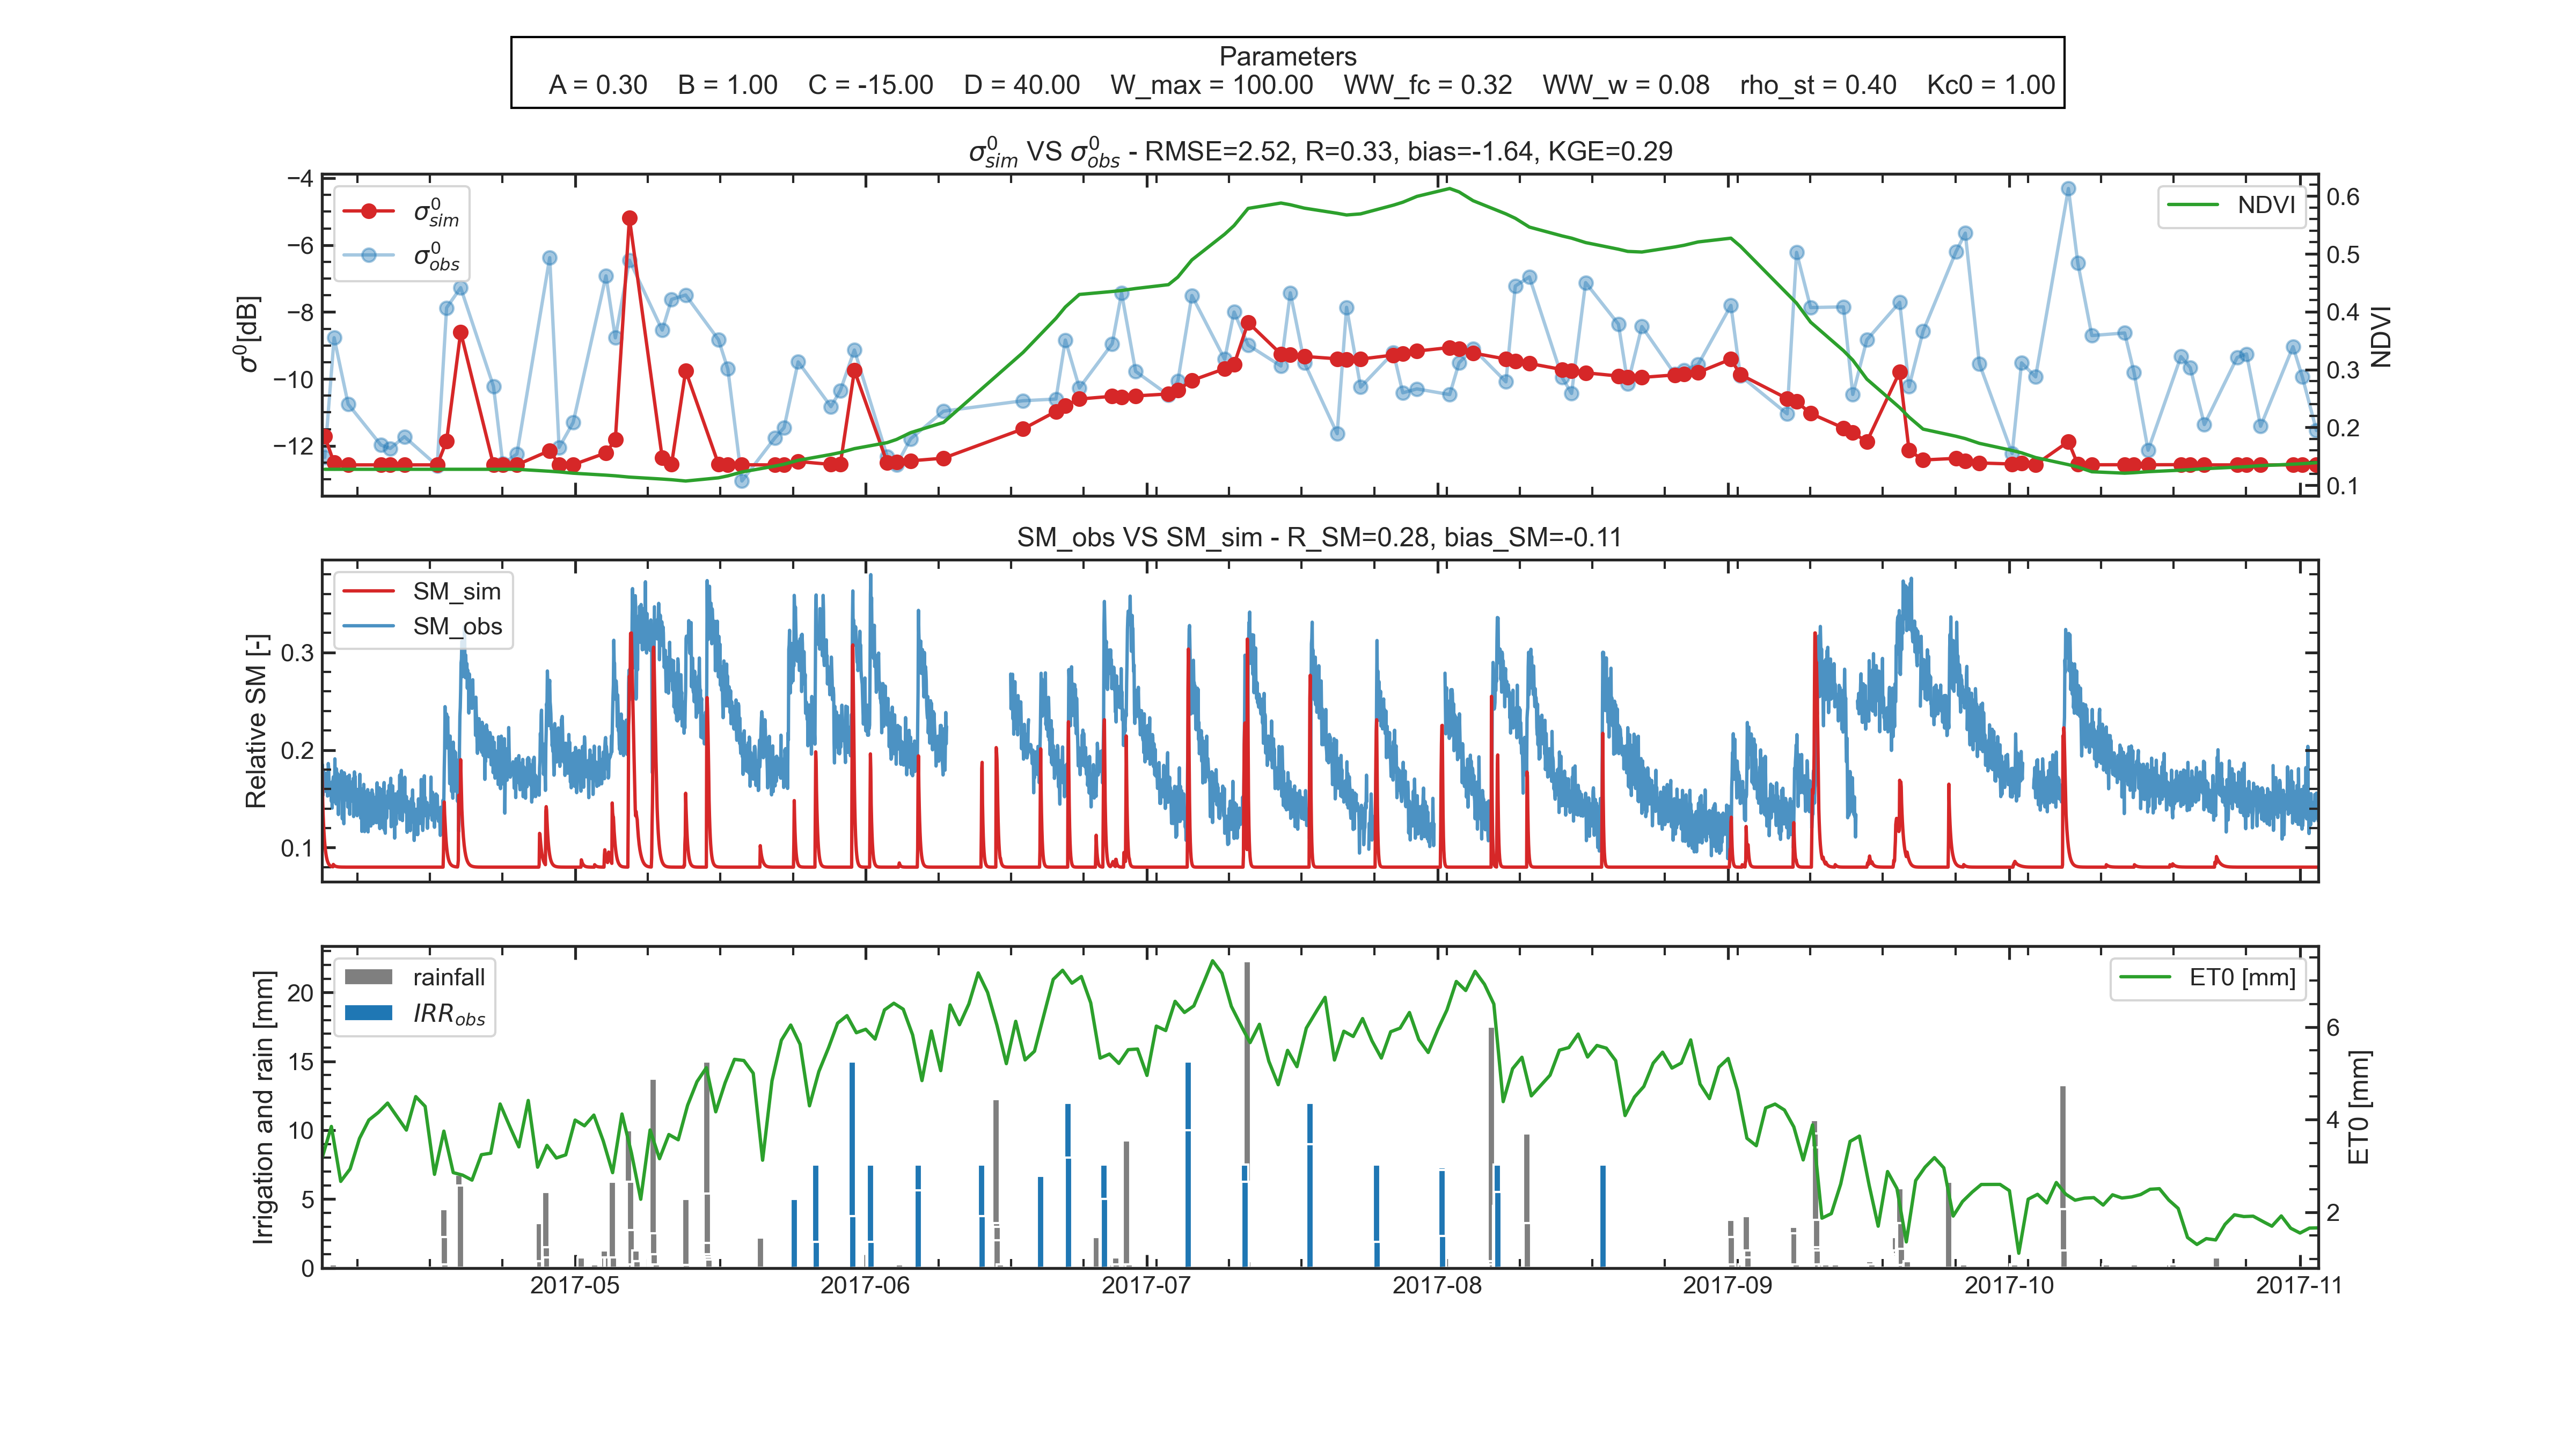 Parameters
A = 0.30 B = 1.00 C = -15.00 D = 40.00 W_max = 100.00 WW_fc = 0.32 WW_w = 0.08 rho_st = 0.40 Kc0 = 1.00
σ⁰sim VS σ⁰obs - RMSE=2.52, R=0.33, bias=-1.64, KGE=0.29
σ⁰[dB]
−4
−6
−8
−10
−12
σ⁰sim
σ⁰obs
NDVI
0.6
0.5
0.4
0.3
0.2
0.1
NDVI
SM_obs VS SM_sim - R_SM=0.28, bias_SM=-0.11
Relative SM [-]
0.3
0.2
0.1
SM_sim
SM_obs
Irrigation and rain [mm]
20
15
10
5
0
rainfall
IRRobs
ET0 [mm]
6
4
2
ET0 [mm]
2017-05 2017-06 2017-07 2017-08 2017-09 2017-10 2017-11